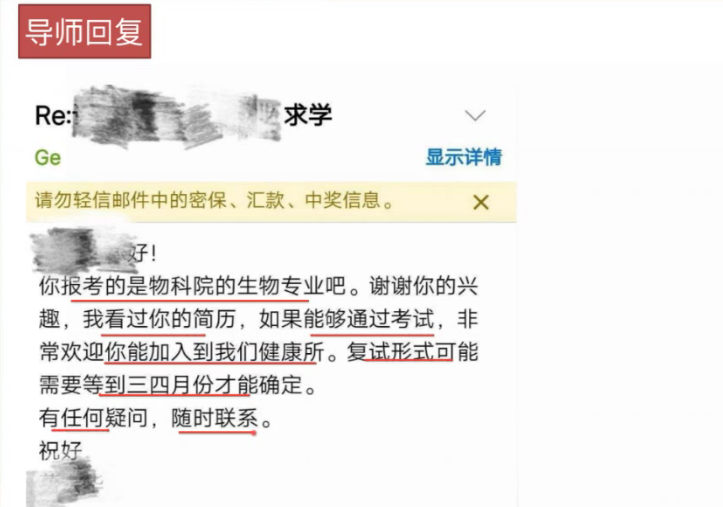 导师回复
Re: 求学
Ge
显示详情
请勿轻信邮件中的密保、汇款、中奖信息。
好!
你报考的是物科院的生物专业吧。谢谢你的兴
趣，我看过你的简历，如果能够通过考试，非
常欢迎你能加入到我们健康所。复试形式可能
需要等到三四月份才能确定。
有任何疑问，随时联系。
祝好